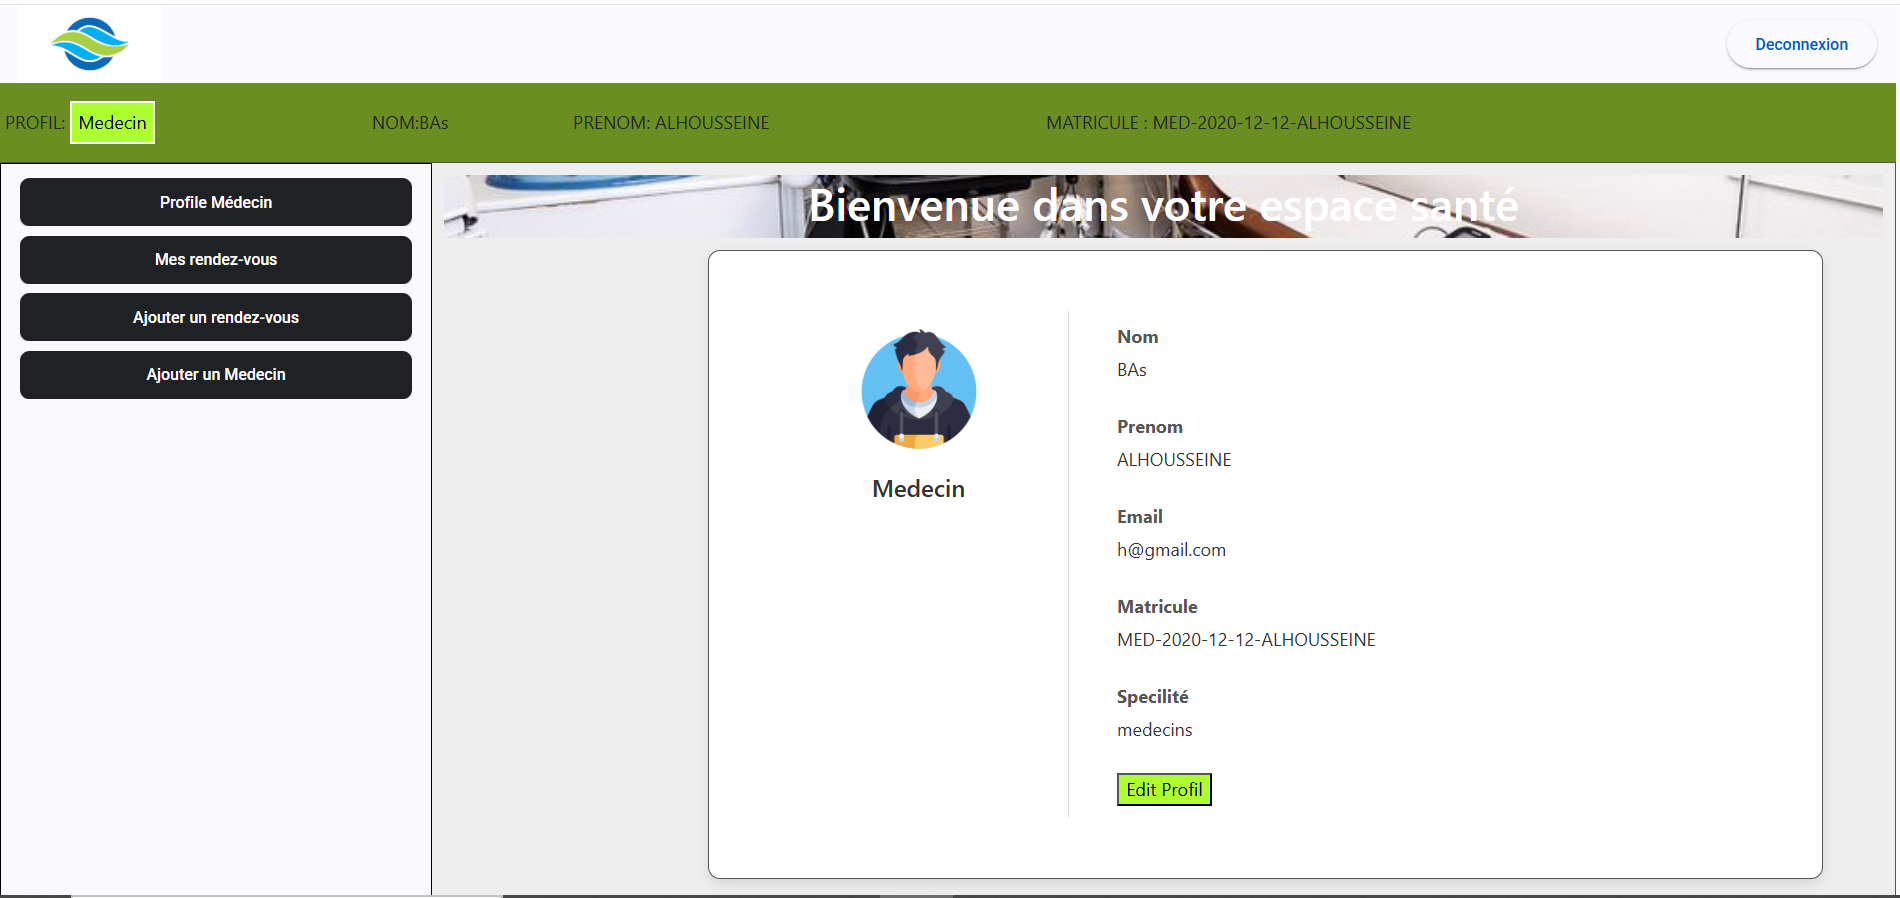 Deconnexion
PROFIL: Medecin NOM:BAs PRENOM: ALHOUSSEINE MATRICULE : MED-2020-12-12-ALHOUSSEINE
Profile Médecin
Mes rendez-vous
Ajouter un rendez-vous
Ajouter un Medecin
Bienvenue dans votre espace santé
Medecin
Nom
BAs
Prenom
ALHOUSSEINE
Email
h@gmail.com
Matricule
MED-2020-12-12-ALHOUSSEINE
Specilité
medecins
Edit Profil